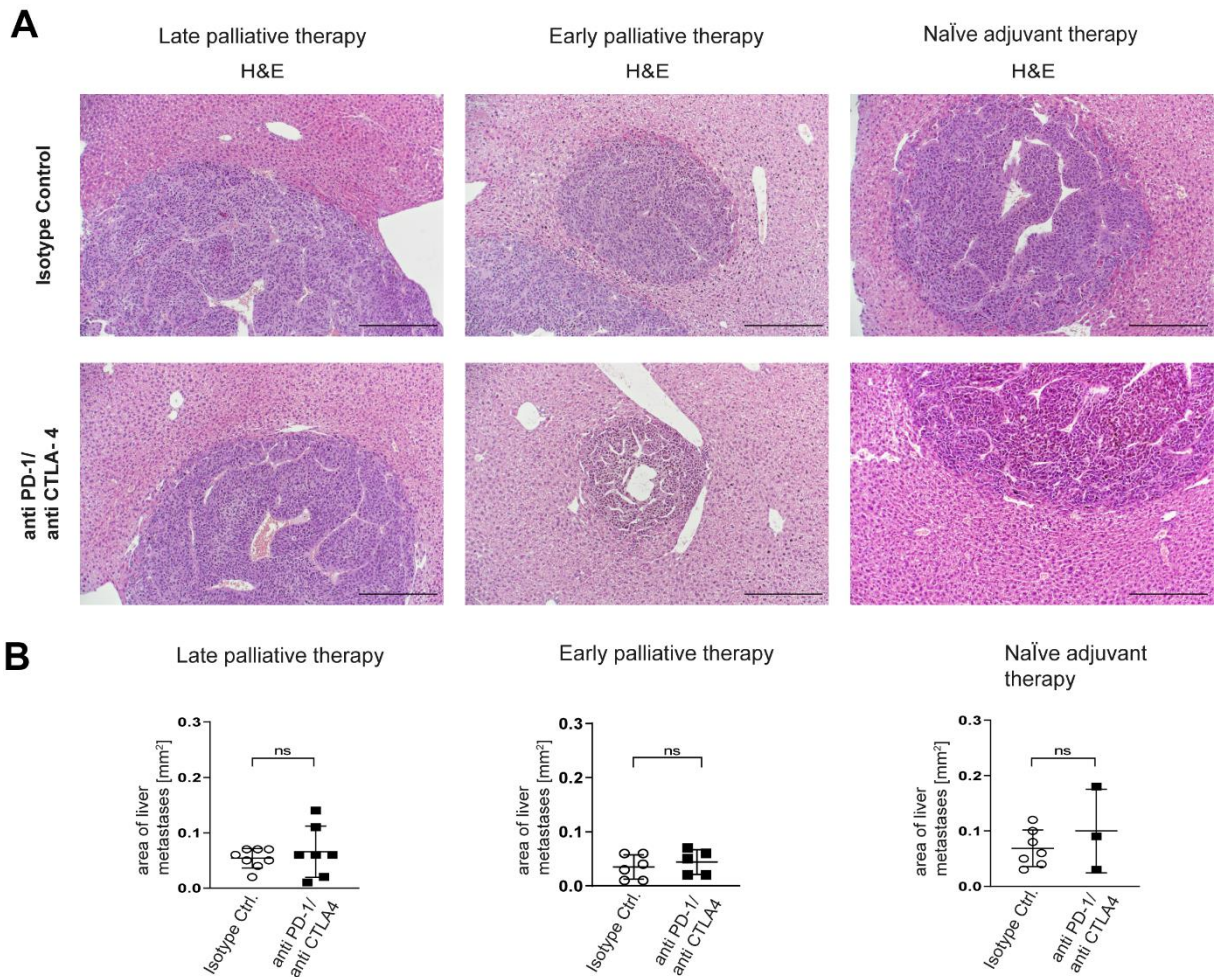 A
Late palliative therapy
Early palliative therapy
NaÏve adjuvant therapy
H&E
H&E
H&E
Isotype Control
anti PD-1/
anti CTLA- 4
B
Late palliative therapy
Early palliative therapy
NaÏve adjuvant
therapy
area of liver
metastases [mm²]
0.3
0.2
0.1
0.0
ns
Isotype Ctrl.
anti PD-1/
anti CTLA4
area of liver
metastases [mm²]
0.3
0.2
0.1
0.0
ns
Isotype Ctrl.
anti PD-1/
anti CTLA4
area of liver
metastases [mm²]
0.3
0.2
0.1
0.0
ns
Isotype Ctrl.
anti PD-1/
anti CTLA4